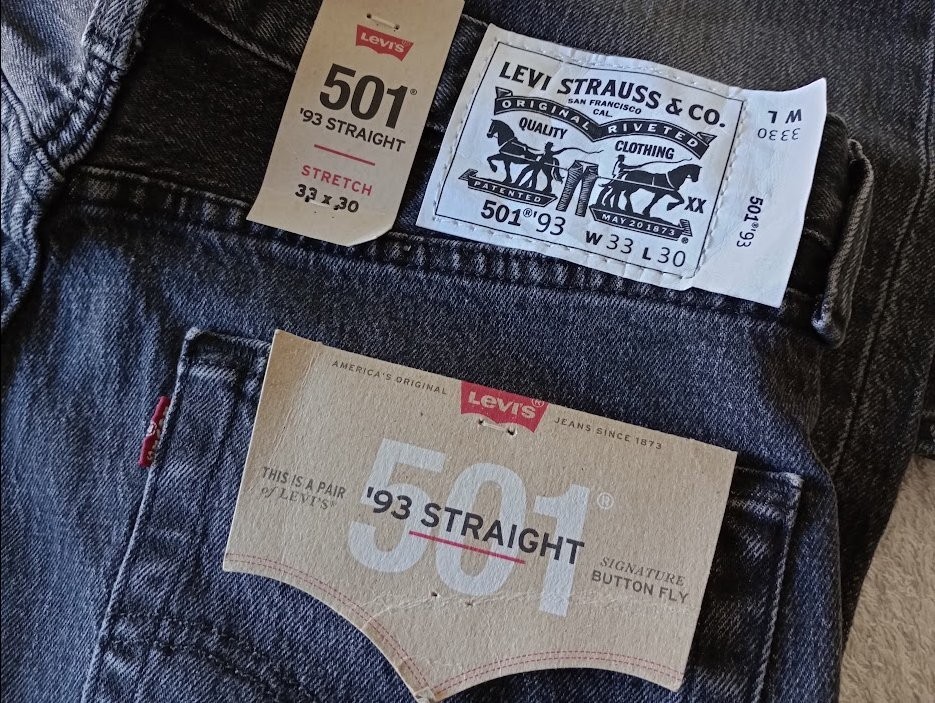 Levi's
501®
'93 STRAIGHT
STRETCH
33 x 30
LEVI STRAUSS & CO.
SAN FRANCISCO
CAL.
ORIGINAL RIVETED
QUALITY
CLOTHING
PATENTED
MAY 20 1873
XX
®
501®'93 W 33 L 30
W L
33 30
501®'93
AMERICA'S ORIGINAL
Levi's®
JEANS SINCE 1873
501®
THIS IS A PAIR
of LEVI'S®
'93 STRAIGHT
SIGNATURE
BUTTON FLY